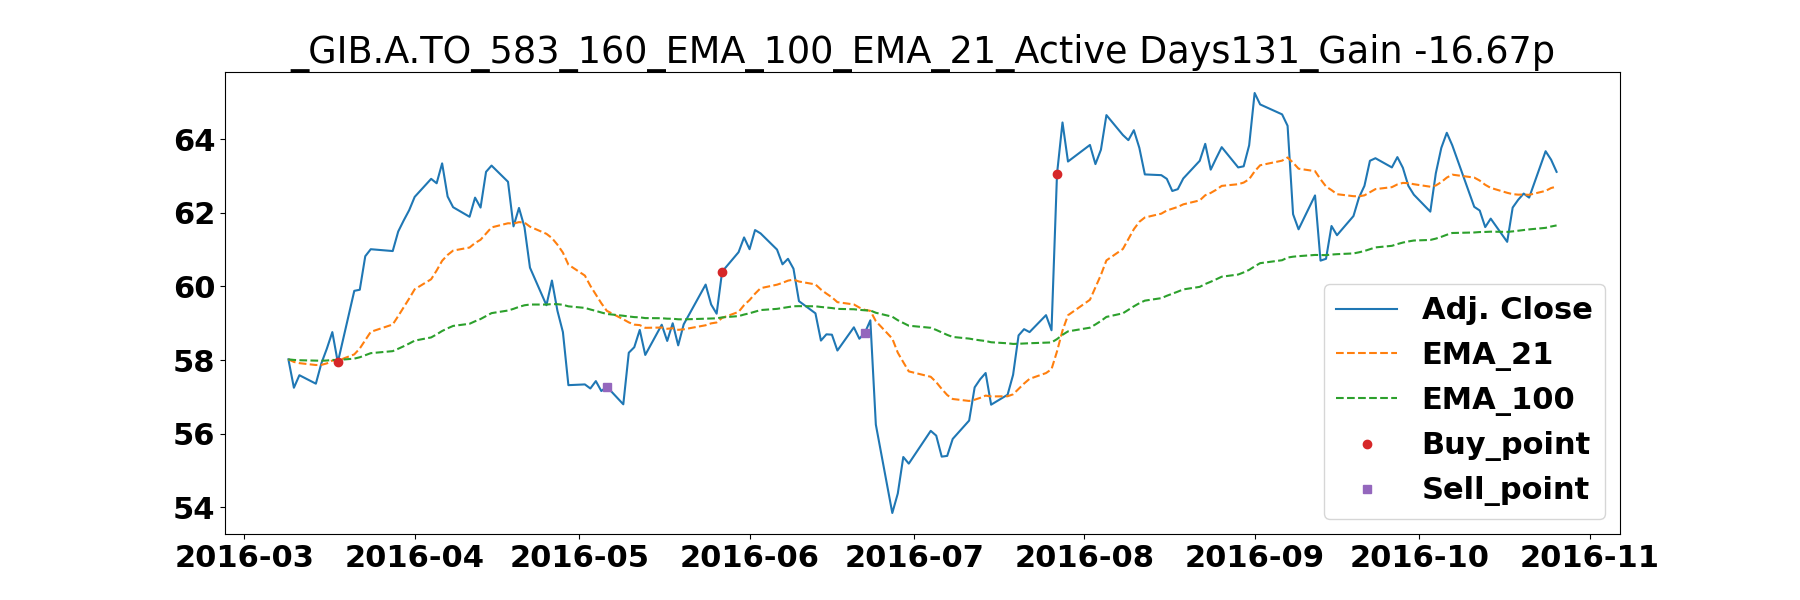 _GIB.A.TO_583_160_EMA_100_EMA_21_Active Days131_Gain -16.67p
64
62
60
58
56
54
Adj. Close
EMA_21
EMA_100
Buy_point
Sell_point
2016-03 2016-04 2016-05 2016-06 2016-07 2016-08 2016-09 2016-10 2016-11